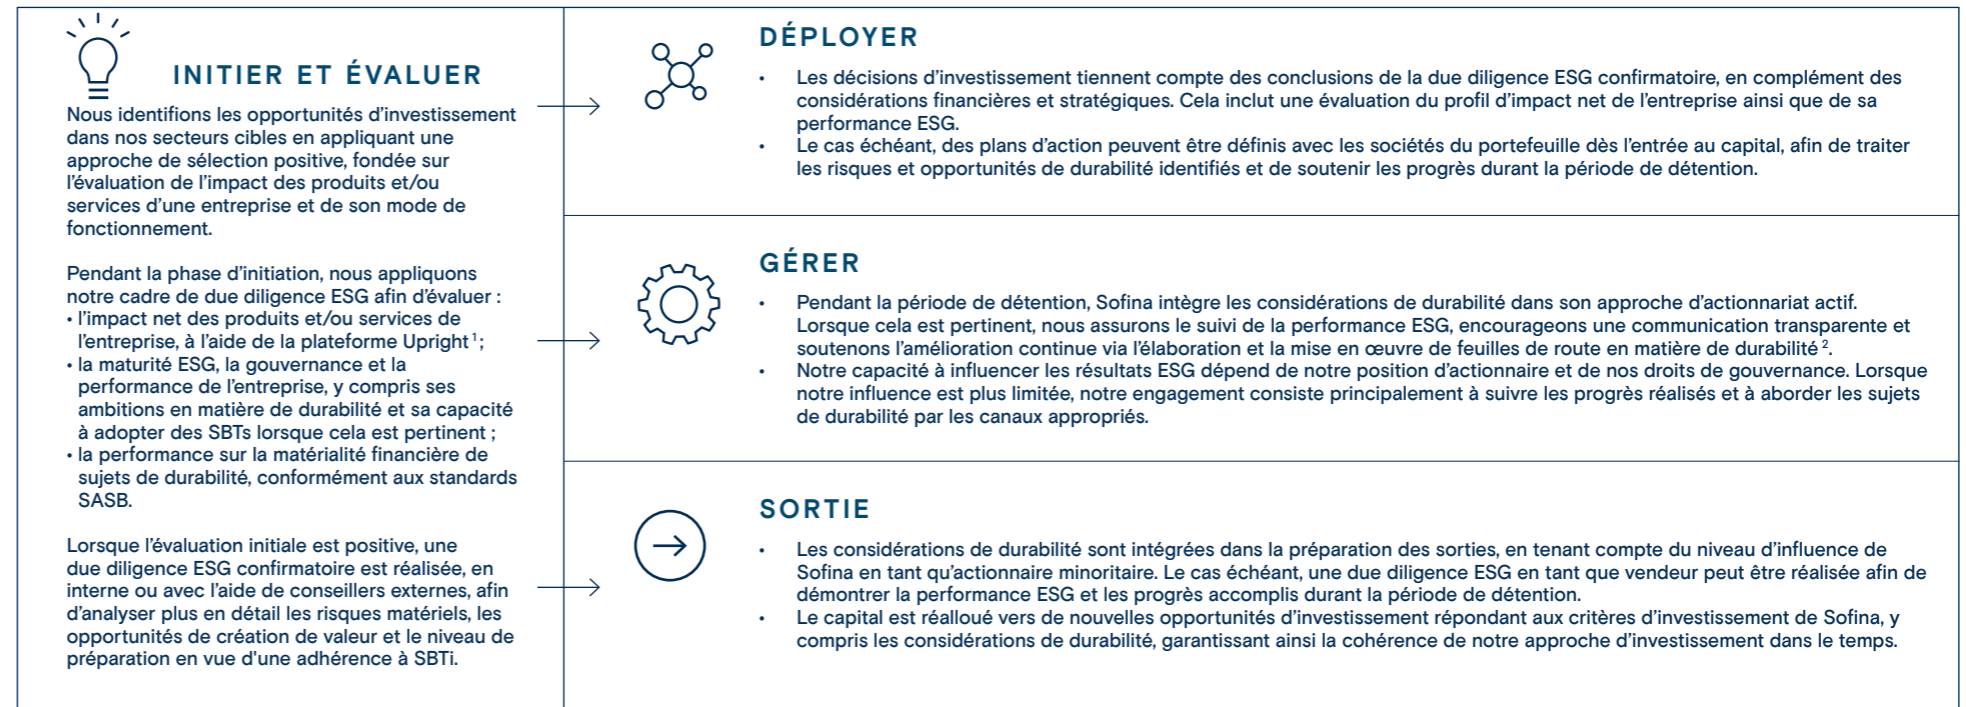 INITIER ET ÉVALUER
Nous identifions les opportunités d'investissement
dans nos secteurs cibles en appliquant une
approche de sélection positive, fondée sur
l'évaluation de l'impact des produits et/ou
services d'une entreprise et de son mode de
fonctionnement.
Pendant la phase d'initiation, nous appliquons
notre cadre de due diligence ESG afin d'évaluer :
• l'impact net des produits et/ou services de
l'entreprise, à l'aide de la plateforme Upright ¹ ;
• la maturité ESG, la gouvernance et la
performance de l'entreprise, y compris ses
ambitions en matière de durabilité et sa capacité
à adopter des SBTs lorsque cela est pertinent ;
• la performance sur la matérialité financière de
sujets de durabilité, conformément aux standards
SASB.
Lorsque l'évaluation initiale est positive, une
due diligence ESG confirmatoire est réalisée, en
interne ou avec l'aide de conseillers externes, afin
d'analyser plus en détail les risques matériels, les
opportunités de création de valeur et le niveau de
préparation en vue d'une adhérence à SBTi.
DÉPLOYER
• Les décisions d'investissement tiennent compte des conclusions de la due diligence ESG confirmatoire, en complément des
considérations financières et stratégiques. Cela inclut une évaluation du profil d'impact net de l'entreprise ainsi que de sa
performance ESG.
• Le cas échéant, des plans d'action peuvent être définis avec les sociétés du portefeuille dès l'entrée au capital, afin de traiter
les risques et opportunités de durabilité identifiés et de soutenir les progrès durant la période de détention.
GÉRER
• Pendant la période de détention, Sofina intègre les considérations de durabilité dans son approche d'actionnariat actif.
Lorsque cela est pertinent, nous assurons le suivi de la performance ESG, encourageons une communication transparente et
soutenons l'amélioration continue via l'élaboration et la mise en œuvre de feuilles de route en matière de durabilité ².
• Notre capacité à influencer les résultats ESG dépend de notre position d'actionnaire et de nos droits de gouvernance. Lorsque
notre influence est plus limitée, notre engagement consiste principalement à suivre les progrès réalisés et à aborder les sujets
de durabilité par les canaux appropriés.
SORTIE
• Les considérations de durabilité sont intégrées dans la préparation des sorties, en tenant compte du niveau d'influence de
Sofina en tant qu'actionnaire minoritaire. Le cas échéant, une due diligence ESG en tant que vendeur peut être réalisée afin de
démontrer la performance ESG et les progrès accomplis durant la période de détention.
• Le capital est réalloué vers de nouvelles opportunités d'investissement répondant aux critères d'investissement de Sofina, y
compris les considérations de durabilité, garantissant ainsi la cohérence de notre approche d'investissement dans le temps.